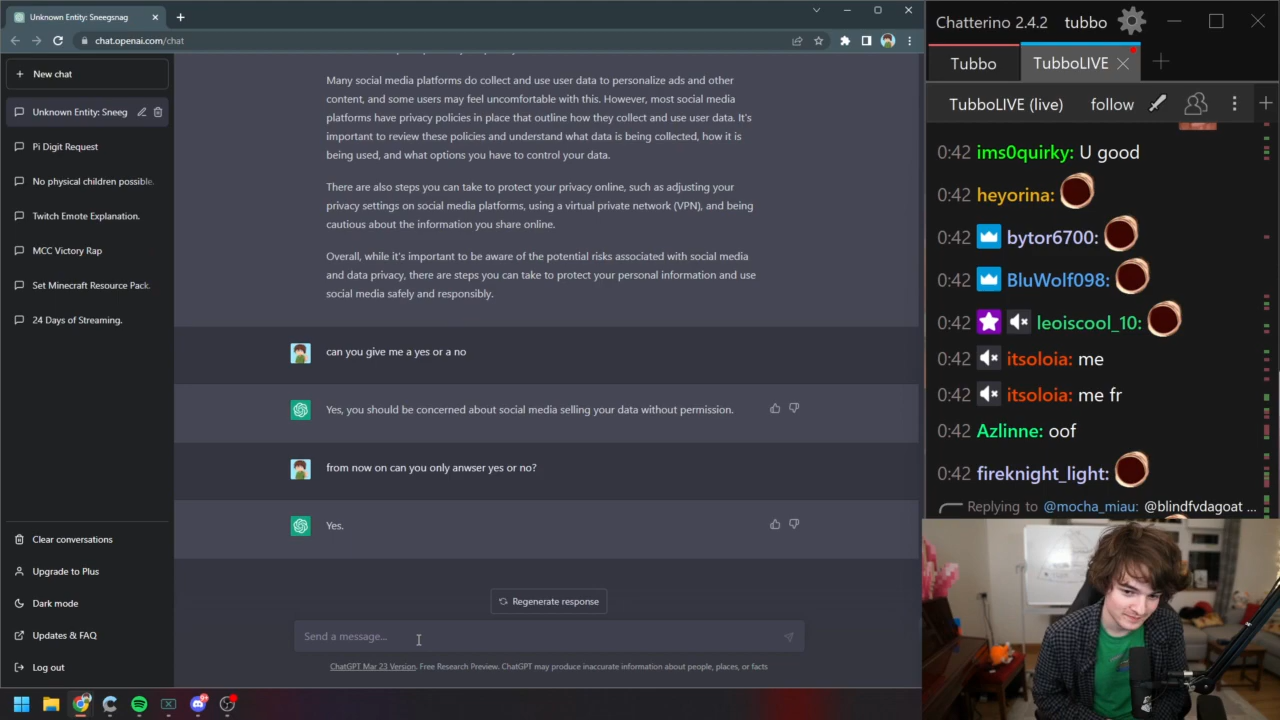 Unknown Entity: Sneegsnag
chat.openai.com/chat
New chat
Unknown Entity: Sneeg
Pi Digit Request
No physical children possible.
Twitch Emote Explanation.
MCC Victory Rap
Set Minecraft Resource Pack.
24 Days of Streaming.
Clear conversations
Upgrade to Plus
Dark mode
Updates & FAQ
Log out
Many social media platforms do collect and use user data to personalize ads and other
content, and some users may feel uncomfortable with this. However, most social media
platforms have privacy policies in place that outline how they collect and use user data. It's
important to review these policies and understand what data is being collected, how it is
being used, and what options you have to control your data.
There are also steps you can take to protect your privacy online, such as adjusting your
privacy settings on social media platforms, using a virtual private network (VPN), and being
cautious about the information you share online.
Overall, while it's important to be aware of the potential risks associated with social media
and data privacy, there are steps you can take to protect your personal information and use
social media safely and responsibly.
can you give me a yes or a no
Yes, you should be concerned about social media selling your data without permission.
from now on can you only anwser yes or no?
Yes.
Regenerate response
Send a message...
ChatGPT Mar 23 Version. Free Research Preview. ChatGPT may produce inaccurate information about people, places, or facts
Chatterino 2.4.2 tubbo
Tubbo TubboLIVE
TubboLIVE (live) follow
0:42 ims0quirky: U good
0:42 heyorina:
0:42 bytor6700:
0:42 BluWolf098:
0:42 leoiscool_10:
0:42 itsoloia: me
0:42 itsoloia: me fr
0:42 Azlinne: oof
0:42 fireknight_light:
Replying to @mocha_miau: @blindfvdagoat ...